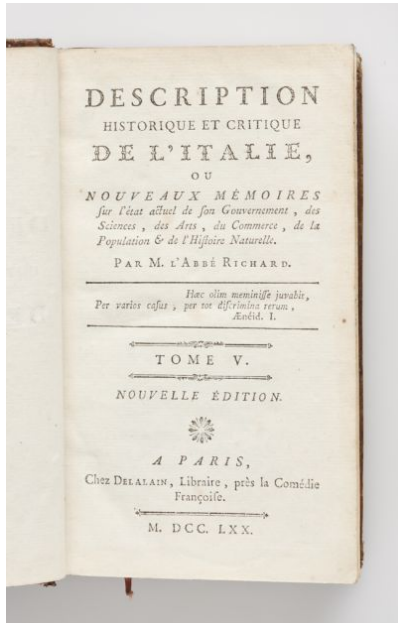 DESCRIPTION
HISTORIQUE ET CRITIQUE
DE L'ITALIE,
OU
NOUVEAUX MÉMOIRES
ſur l'état actuel de ſon Gouvernement, des
Sciences, des Arts, du Commerce, de la
Population & de l'Hiſtoire Naturelle.
PAR M. L'ABBÉ RICHARD.
Hæc olim meminiſſe juvabit,
Per varios caſus, per tot diſcrimina rerum,
Æneid. I.
TOME V.
NOUVELLE ÉDITION.
A PARIS,
Chez DELALAIN, Libraire, près la Comédie
Françoiſe.
M. DCC. LXX.